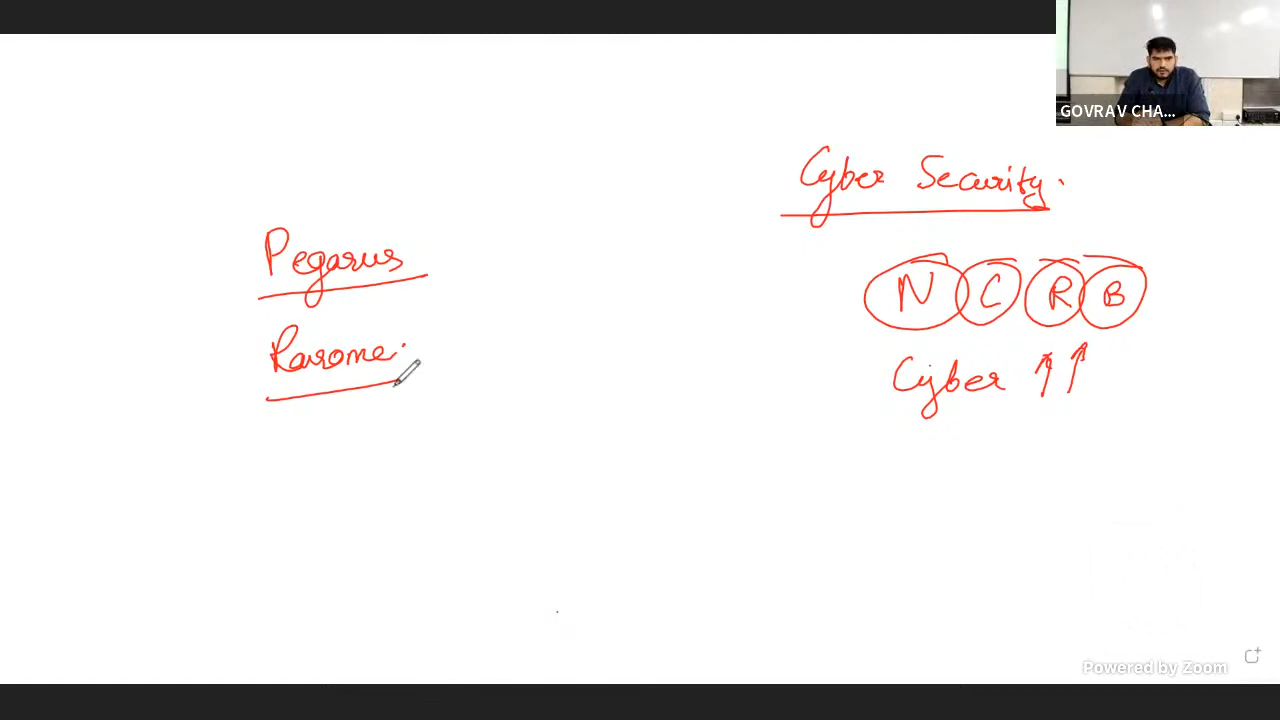 GOVRAV CHA...
Cyber Security.
Pegasus
N C R B
Ransome.
Cyber ↑↑
Powered by Zoom